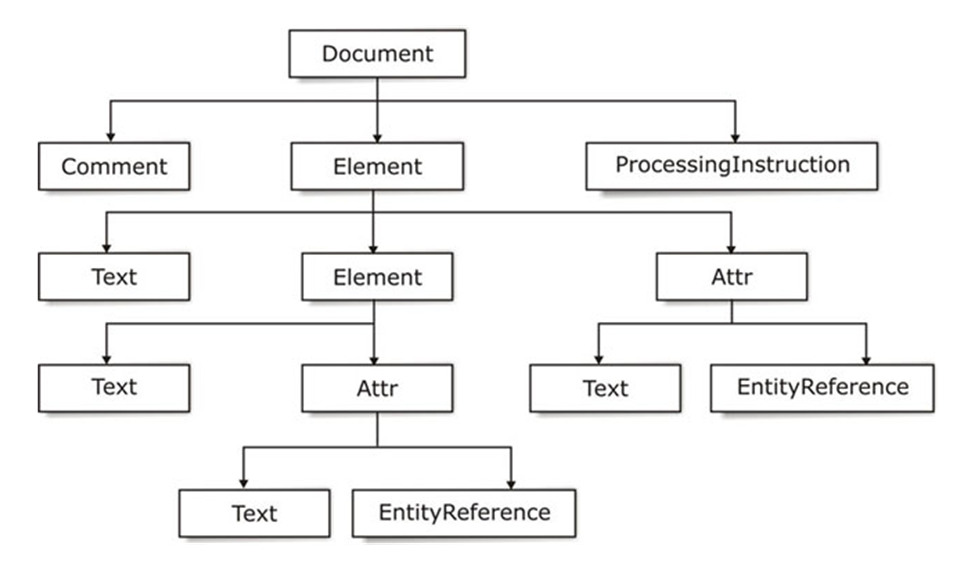 Document
Comment
Element
ProcessingInstruction
Text
Element
Attr
Text
Attr
Text
EntityReference
Text
EntityReference